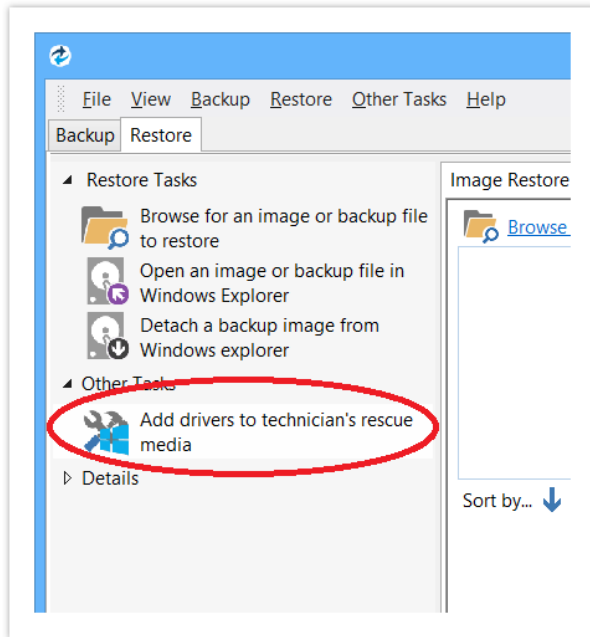 File View Backup Restore Other Tasks Help
Backup Restore
Restore Tasks
Browse for an image or backup file
to restore
Open an image or backup file in
Windows Explorer
Detach a backup image from
Windows explorer
Other Tasks
Add drivers to technician's rescue
media
Details
Image Restore
Browse
Sort by...